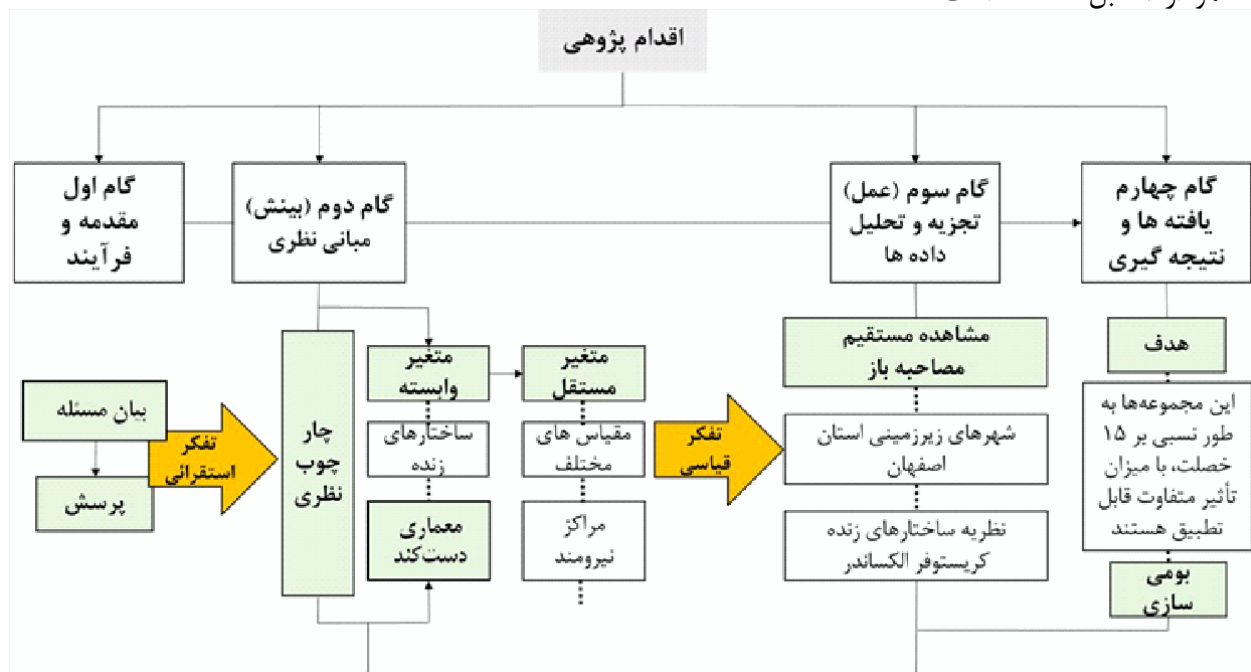 اقدام پژوهی
گام اول
مقدمه و
فرآیند
گام دوم (بینش)
مبانی نظری
گام سوم (عمل)
تجزیه و تحلیل
داده ها
گام چهارم
یافته ها و
نتیجه گیری
بیان مسئله
پرسش
تفکر
استقرائی
چار
چوب
نظری
متغیر
وابسته
ساختارهای
زنده
معماری
دست‌کند
متغیر
مستقل
مقیاس های
مختلف
مراکز
نیرومند
تفکر
قیاسی
مشاهده مستقیم
مصاحبه باز
شهرهای زیرزمینی استان
اصفهان
نظریه ساختارهای زنده
کریستوفر الکساندر
هدف
این مجموعه‌ها به
طور نسبی بر ۱۵
خصلت، با میزان
تأثیر متفاوت قابل
تطبیق هستند
بومی
سازی